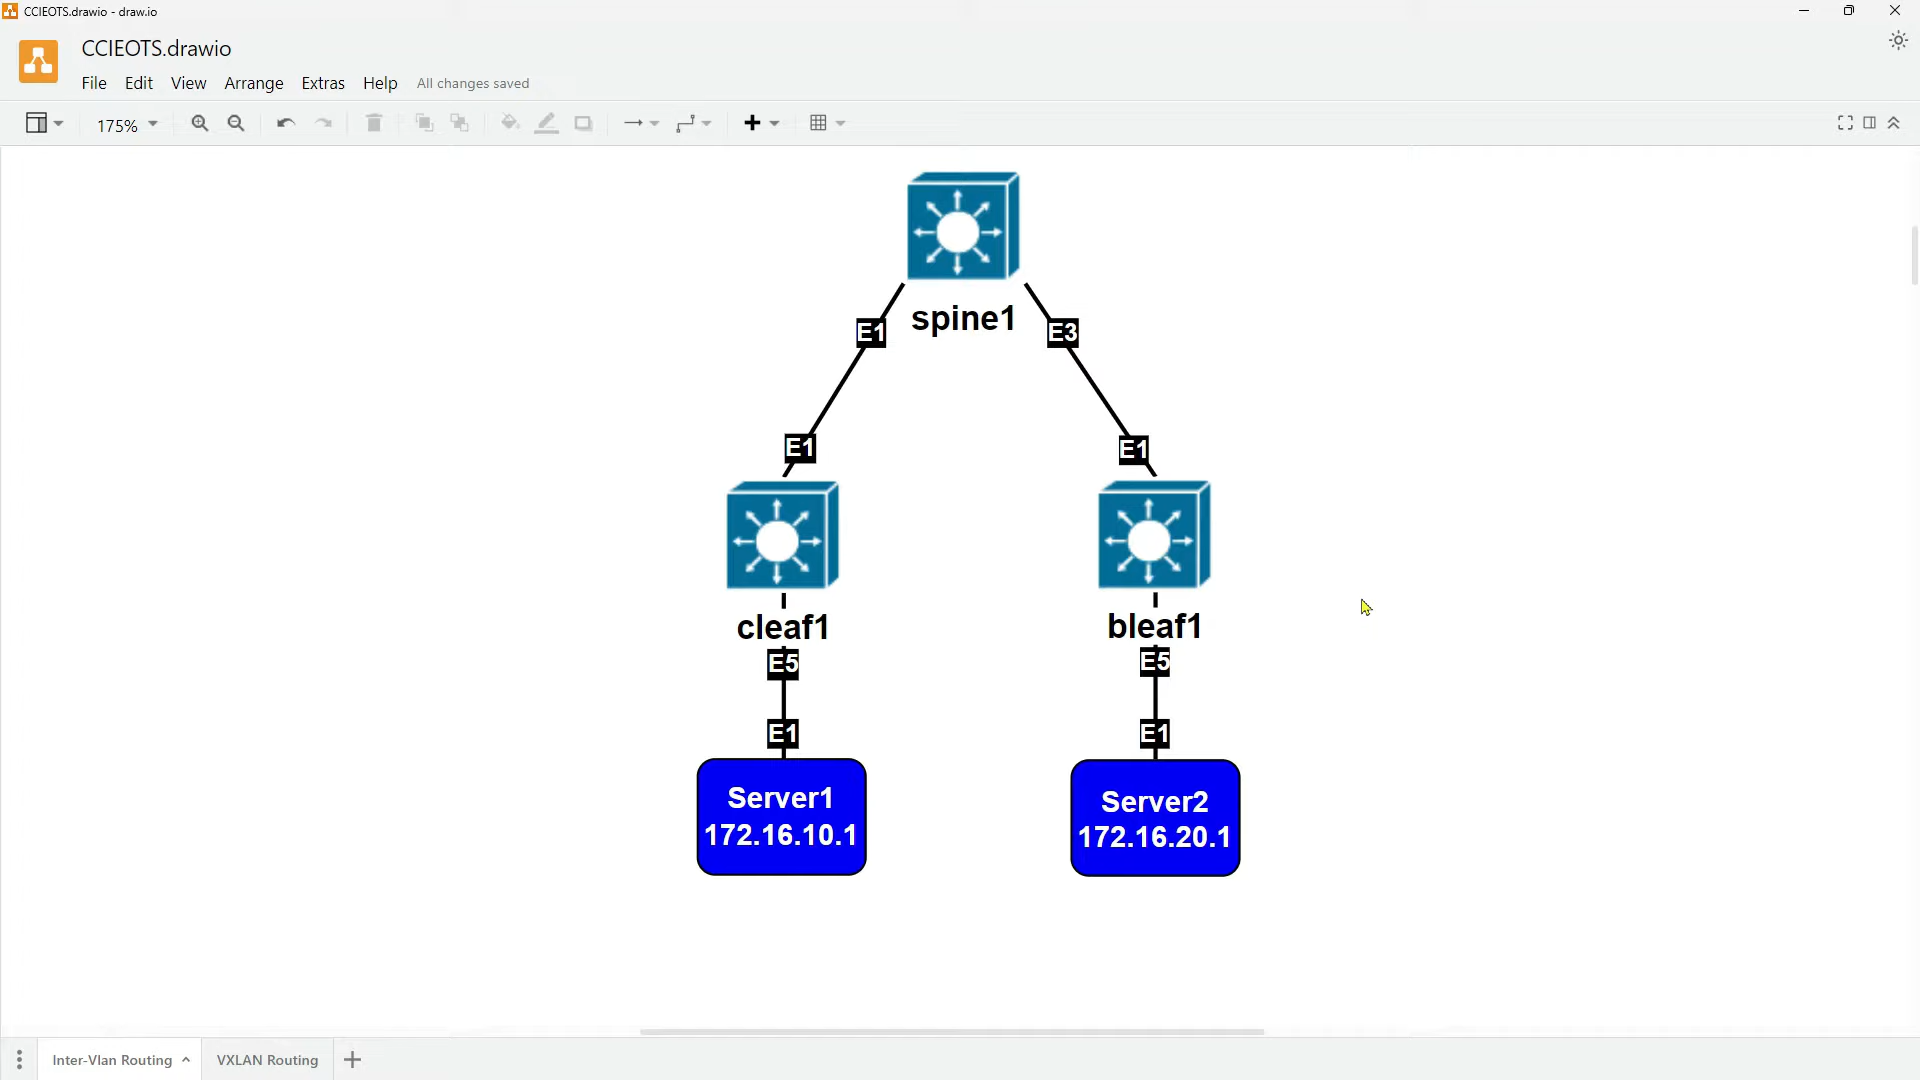 CCIEOTS.drawio - draw.io
CCIEOTS.drawio
File Edit View Arrange Extras Help All changes saved
175%
spine1
E1
E3
E1
E1
cleaf1
bleaf1
E5
E5
E1
E1
Server1
172.16.10.1
Server2
172.16.20.1
Inter-Vlan Routing
VXLAN Routing